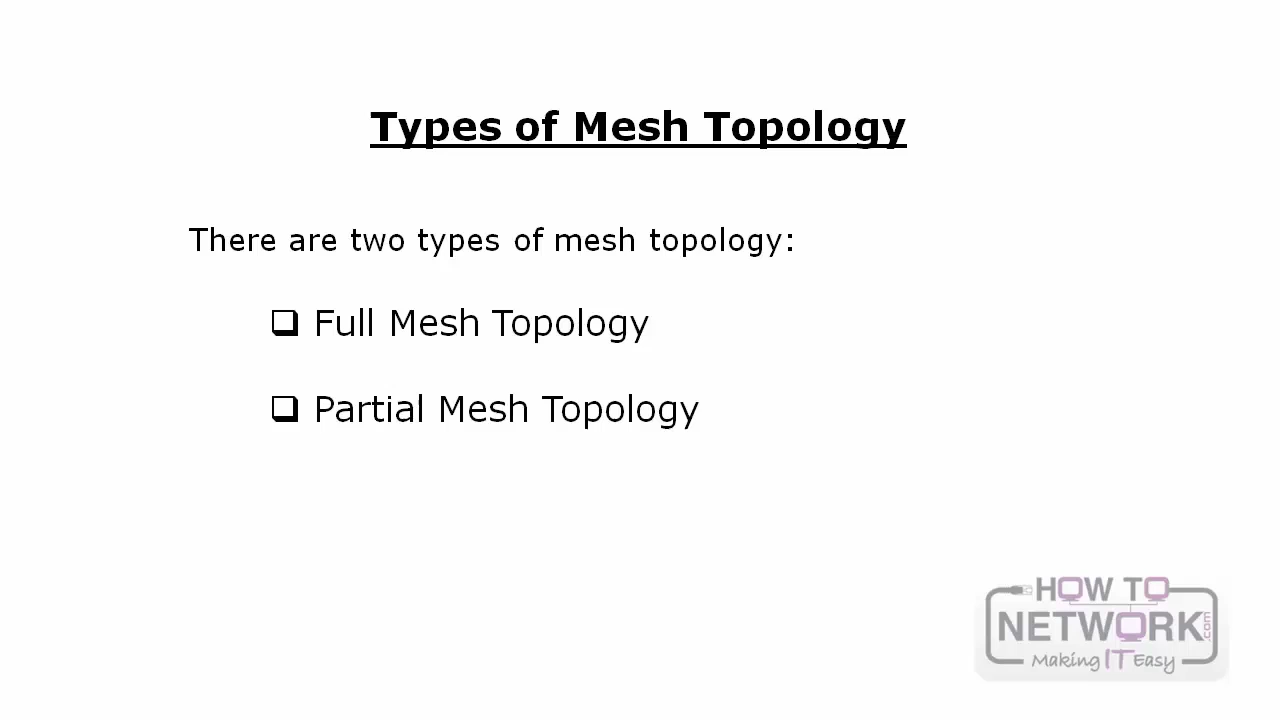 Types of Mesh Topology
There are two types of mesh topology:
Full Mesh Topology
Partial Mesh Topology
HOW TO
NETWORK.com
Making IT Easy